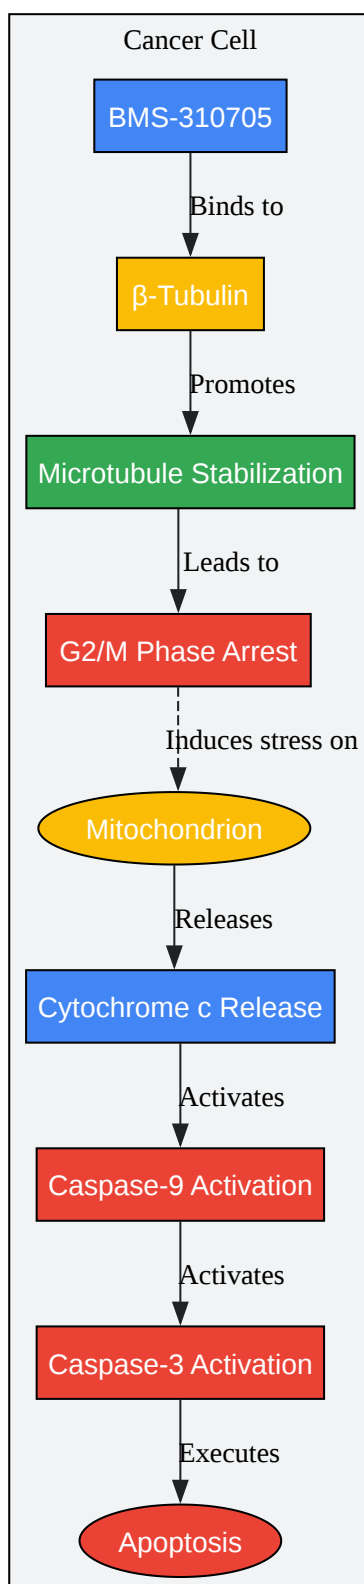 Cancer Cell
BMS-310705
Binds to
β-Tubulin
Promotes
Microtubule Stabilization
Leads to
G2/M Phase Arrest
Induces stress on
Mitochondrion
Releases
Cytochrome c Release
Activates
Caspase-9 Activation
Activates
Caspase-3 Activation
Executes
Apoptosis